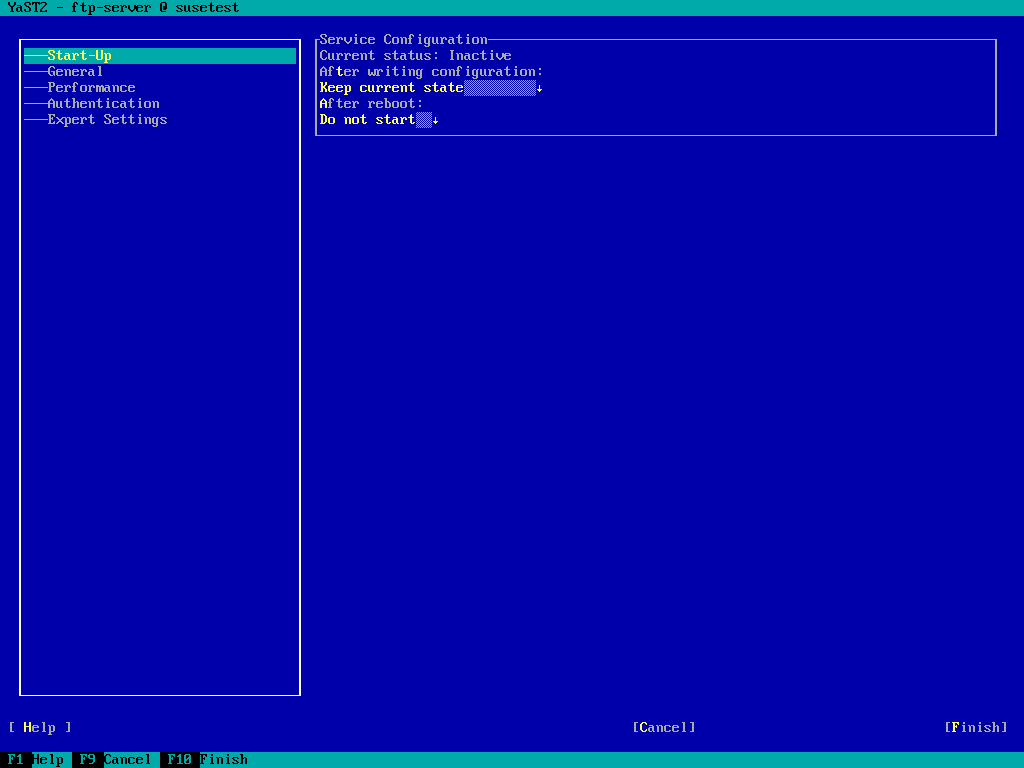 YaST2 - ftp-server @ susetest
Start-Up
General
Performance
Authentication
Expert Settings
Service Configuration
Current status: Inactive
After writing configuration:
Keep current state↓
After reboot:
Do not start↓
[ Help ] [Cancel] [Finish]
F1 Help F9 Cancel F10 Finish